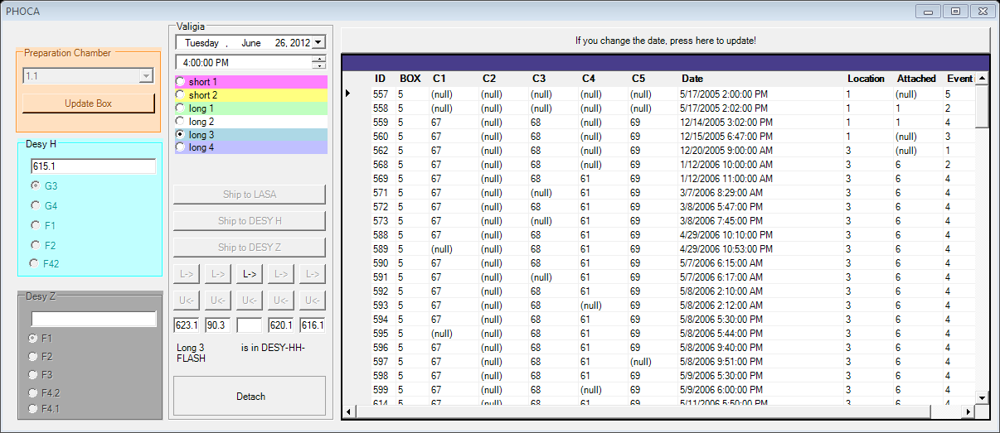 PHOCA
Preparation Chamber
1.1
Update Box
Desy H
615.1
G3
G4
F1
F2
F42
Desy Z
F1
F2
F3
F4.2
F4.1
Valigia
Tuesday , June 26, 2012
4:00:00 PM
short 1
short 2
long 1
long 2
long 3
long 4
Ship to LASA
Ship to DESY H
Ship to DESY Z
L-> L-> L-> L-> L->
U<- U<- U<- U<- U<-
623.1 90.3 620.1 616.1
Long 3 is in DESY-HH-
FLASH
Detach
If you change the date, press here to update!
ID BOX C1 C2 C3 C4 C5 Date Location Attached Event
557 5 (null) (null) (null) (null) (null) 5/17/2005 2:00:00 PM 1 (null) 5
558 5 (null) (null) (null) (null) (null) 5/17/2005 2:02:00 PM 1 1 2
559 5 67 (null) 68 (null) 69 12/14/2005 3:02:00 PM 1 1 4
560 5 67 (null) 68 (null) 69 12/15/2005 6:47:00 PM 1 (null) 3
562 5 67 (null) 68 (null) 69 12/20/2005 9:00:00 AM 3 (null) 1
568 5 67 (null) 68 (null) 69 1/12/2006 10:00:00 AM 3 6 2
569 5 67 (null) 68 61 69 1/12/2006 11:00:00 AM 3 6 4
571 5 67 (null) (null) 61 69 3/7/2006 8:29:00 AM 3 6 4
572 5 67 (null) 68 61 69 3/8/2006 5:47:00 PM 3 6 4
573 5 67 (null) (null) 61 69 3/8/2006 7:45:00 PM 3 6 4
588 5 67 (null) 68 61 69 4/29/2006 10:10:00 PM 3 6 4
589 5 (null) (null) 68 61 69 4/29/2006 10:53:00 PM 3 6 4
590 5 67 (null) 68 61 69 5/7/2006 6:15:00 AM 3 6 4
591 5 67 (null) (null) 61 69 5/7/2006 6:17:00 AM 3 6 4
592 5 67 (null) 68 61 69 5/8/2006 2:10:00 AM 3 6 4
593 5 67 (null) 68 (null) 69 5/8/2006 2:12:00 AM 3 6 4
594 5 67 (null) 68 61 69 5/8/2006 5:30:00 PM 3 6 4
595 5 (null) (null) 68 61 69 5/8/2006 5:44:00 PM 3 6 4
596 5 67 (null) 68 61 69 5/8/2006 9:40:00 PM 3 6 4
597 5 67 (null) 68 61 (null) 5/8/2006 9:51:00 PM 3 6 4
598 5 67 (null) 68 61 69 5/9/2006 5:30:00 PM 3 6 4
599 5 67 (null) 68 (null) 69 5/9/2006 6:00:00 PM 3 6 4
614 5 67 (null) 68 61 69 5/11/2006 5:50:00 PM 3 6 4